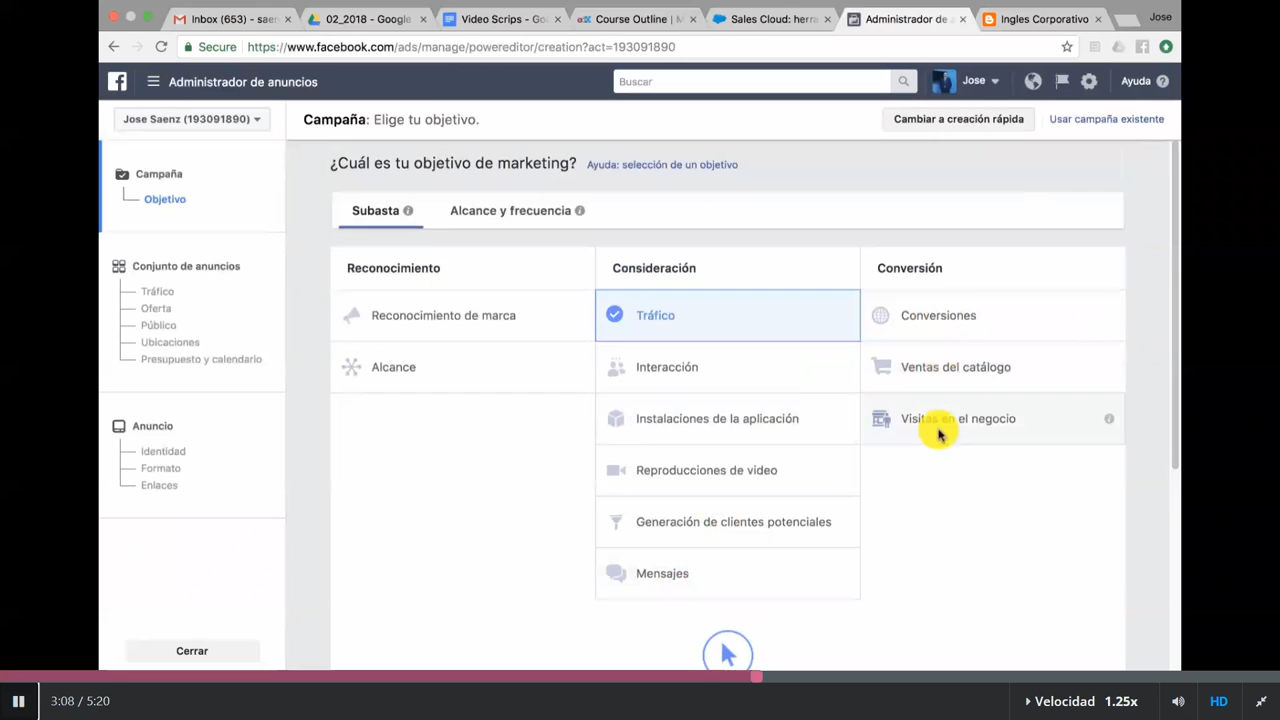 Inbox (653) - saen
02_2018 - Google
Video Scrips - Go
Course Outline | M
Sales Cloud: herra
Administrador de a
Ingles Corporativo
Jose
Secure
https://www.facebook.com/ads/manage/powereditor/creation?act=193091890
Administrador de anuncios
Buscar
Jose
Ayuda
Jose Saenz (193091890)
Campaña: Elige tu objetivo.
Cambiar a creación rápida
Usar campaña existente
Campaña
Objetivo
Conjunto de anuncios
Tráfico
Oferta
Público
Ubicaciones
Presupuesto y calendario
Anuncio
Identidad
Formato
Enlaces
Cerrar
¿Cuál es tu objetivo de marketing?
Ayuda: selección de un objetivo
Subasta
Alcance y frecuencia
Reconocimiento
Reconocimiento de marca
Alcance
Consideración
Tráfico
Interacción
Instalaciones de la aplicación
Reproducciones de video
Generación de clientes potenciales
Mensajes
Conversión
Conversiones
Ventas del catálogo
Visitas en el negocio
3:08 / 5:20
Velocidad 1.25x
HD